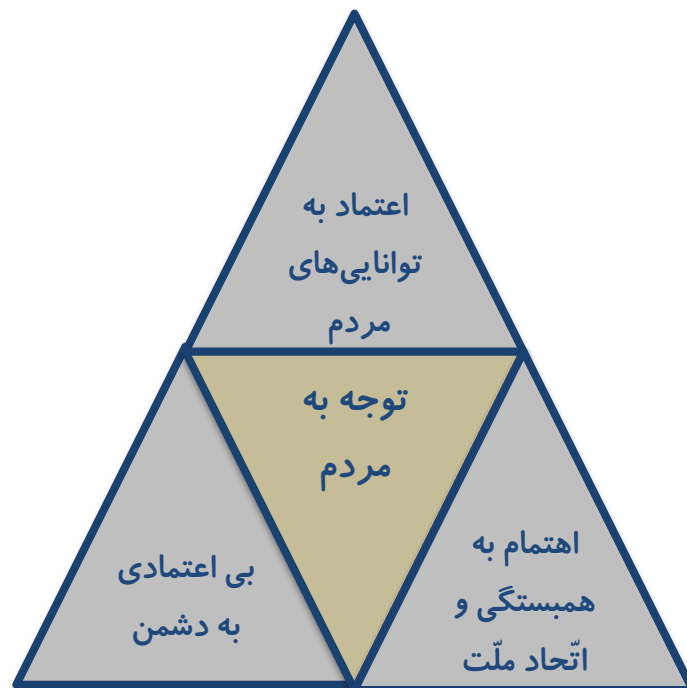 اعتماد به
توانایی‌های
مردم
توجه به
مردم
اهتمام به
همبستگی و
اتّحاد ملّت
بی اعتمادی
به دشمن